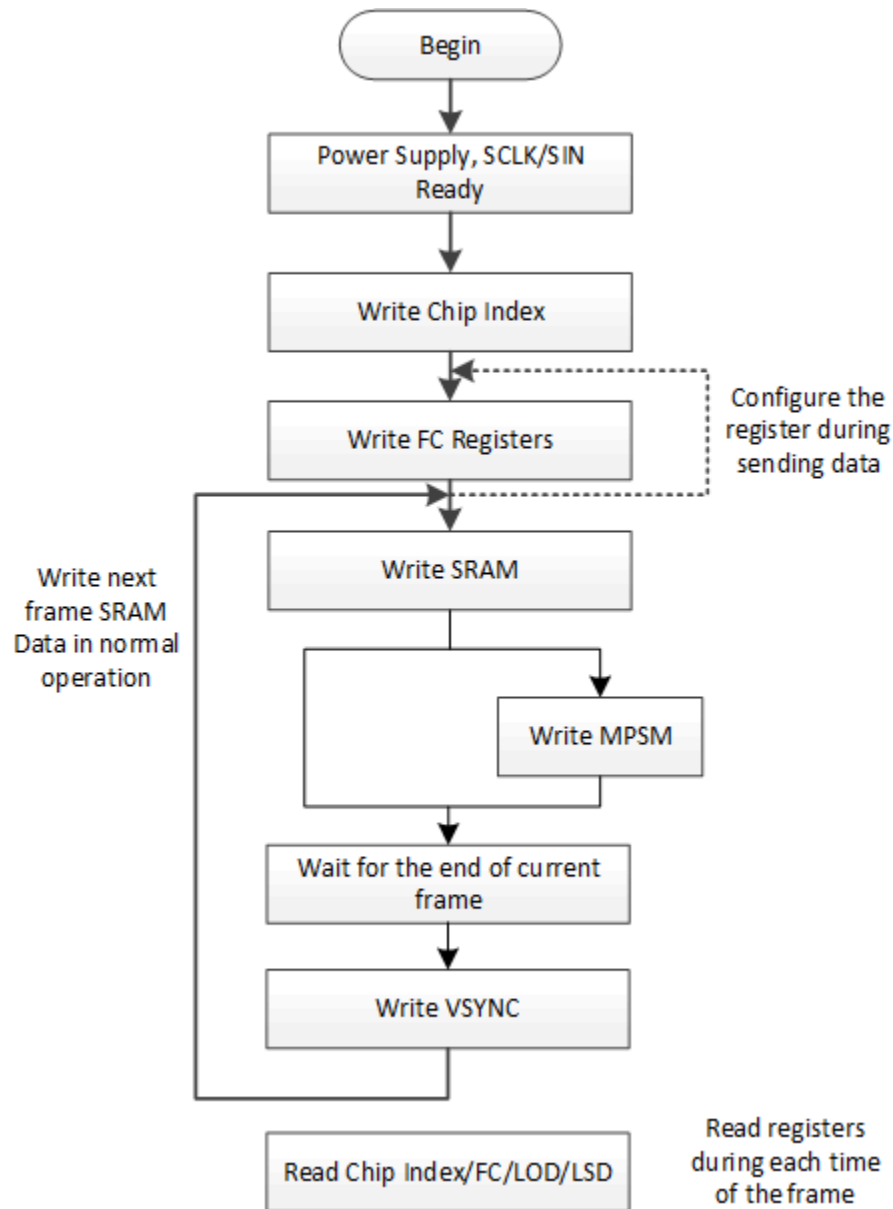 Begin
Power Supply, SCLK/SIN
Ready
Write Chip Index
Configure the
register during
sending data
Write FC Registers
Write SRAM
Write next
frame SRAM
Data in normal
operation
Write MPSM
Wait for the end of current
frame
Write VSYNC
Read Chip Index/FC/LOD/LSD
Read registers
during each time
of the frame